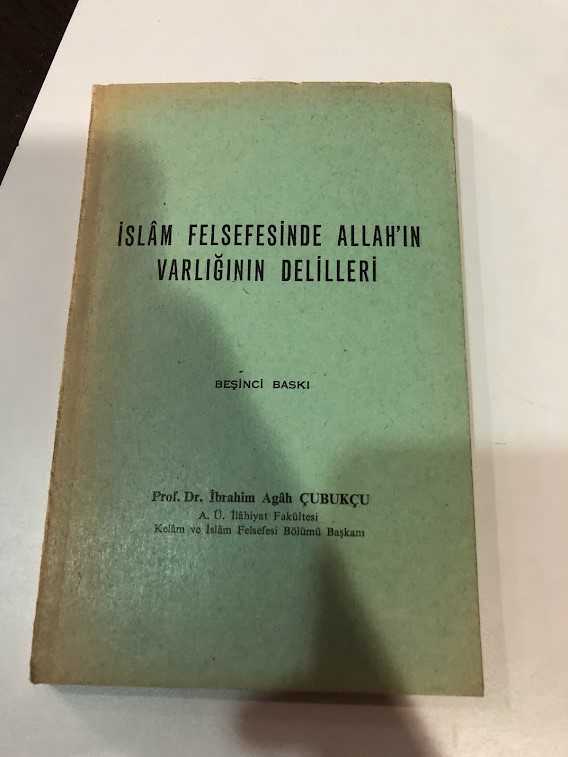 İSLÂM FELSEFESİNDE ALLAH'IN
VARLIĞININ DELİLLERİ
BEŞİNCİ BASKI
Prof. Dr. İbrahim Agâh ÇUBUKÇU
A. Ü. İlâhiyat Fakültesi
Kelâm ve İslâm Felsefesi Bölümü Başkanı